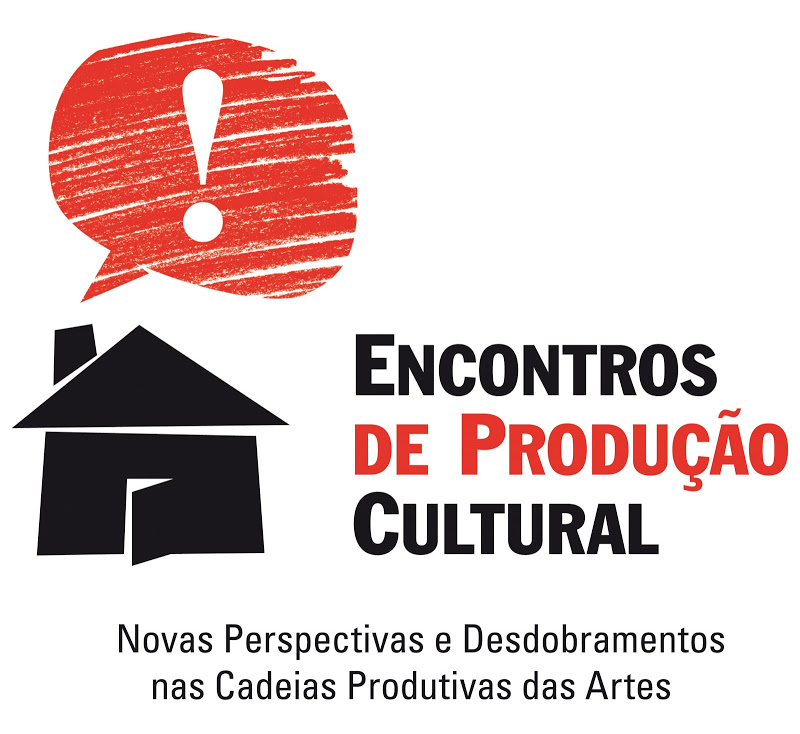 !
ENCONTROS
DE PRODUÇÃO
CULTURAL
Novas Perspectivas e Desdobramentos
nas Cadeias Produtivas das Artes